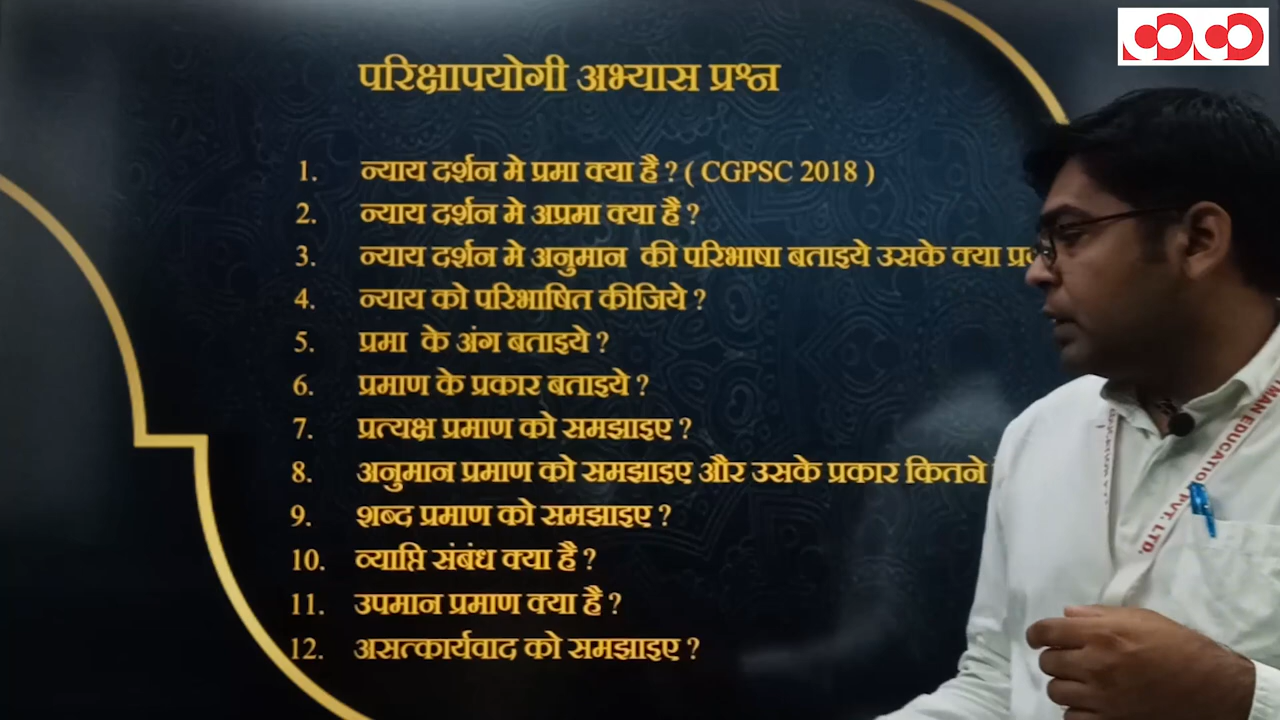 परिक्षापयोगी अभ्यास प्रश्न
1. न्याय दर्शन मे प्रमा क्या है ? ( CGPSC 2018 )
2. न्याय दर्शन मे अप्रमा क्या है ?
3. न्याय दर्शन मे अनुमान की परिभाषा बताइये उसके क्या
4. न्याय को परिभाषित कीजिये ?
5. प्रमा के अंग बताइये ?
6. प्रमाण के प्रकार बताइये ?
7. प्रत्यक्ष प्रमाण को समझाइए ?
8. अनुमान प्रमाण को समझाइए और उसके प्रकार कितने
9. शब्द प्रमाण को समझाइए ?
10. व्याप्ति संबंध क्या है ?
11. उपमान प्रमाण क्या है ?
12. असत्कार्यवाद को समझाइए ?
EDUCATION PVT. LTD.